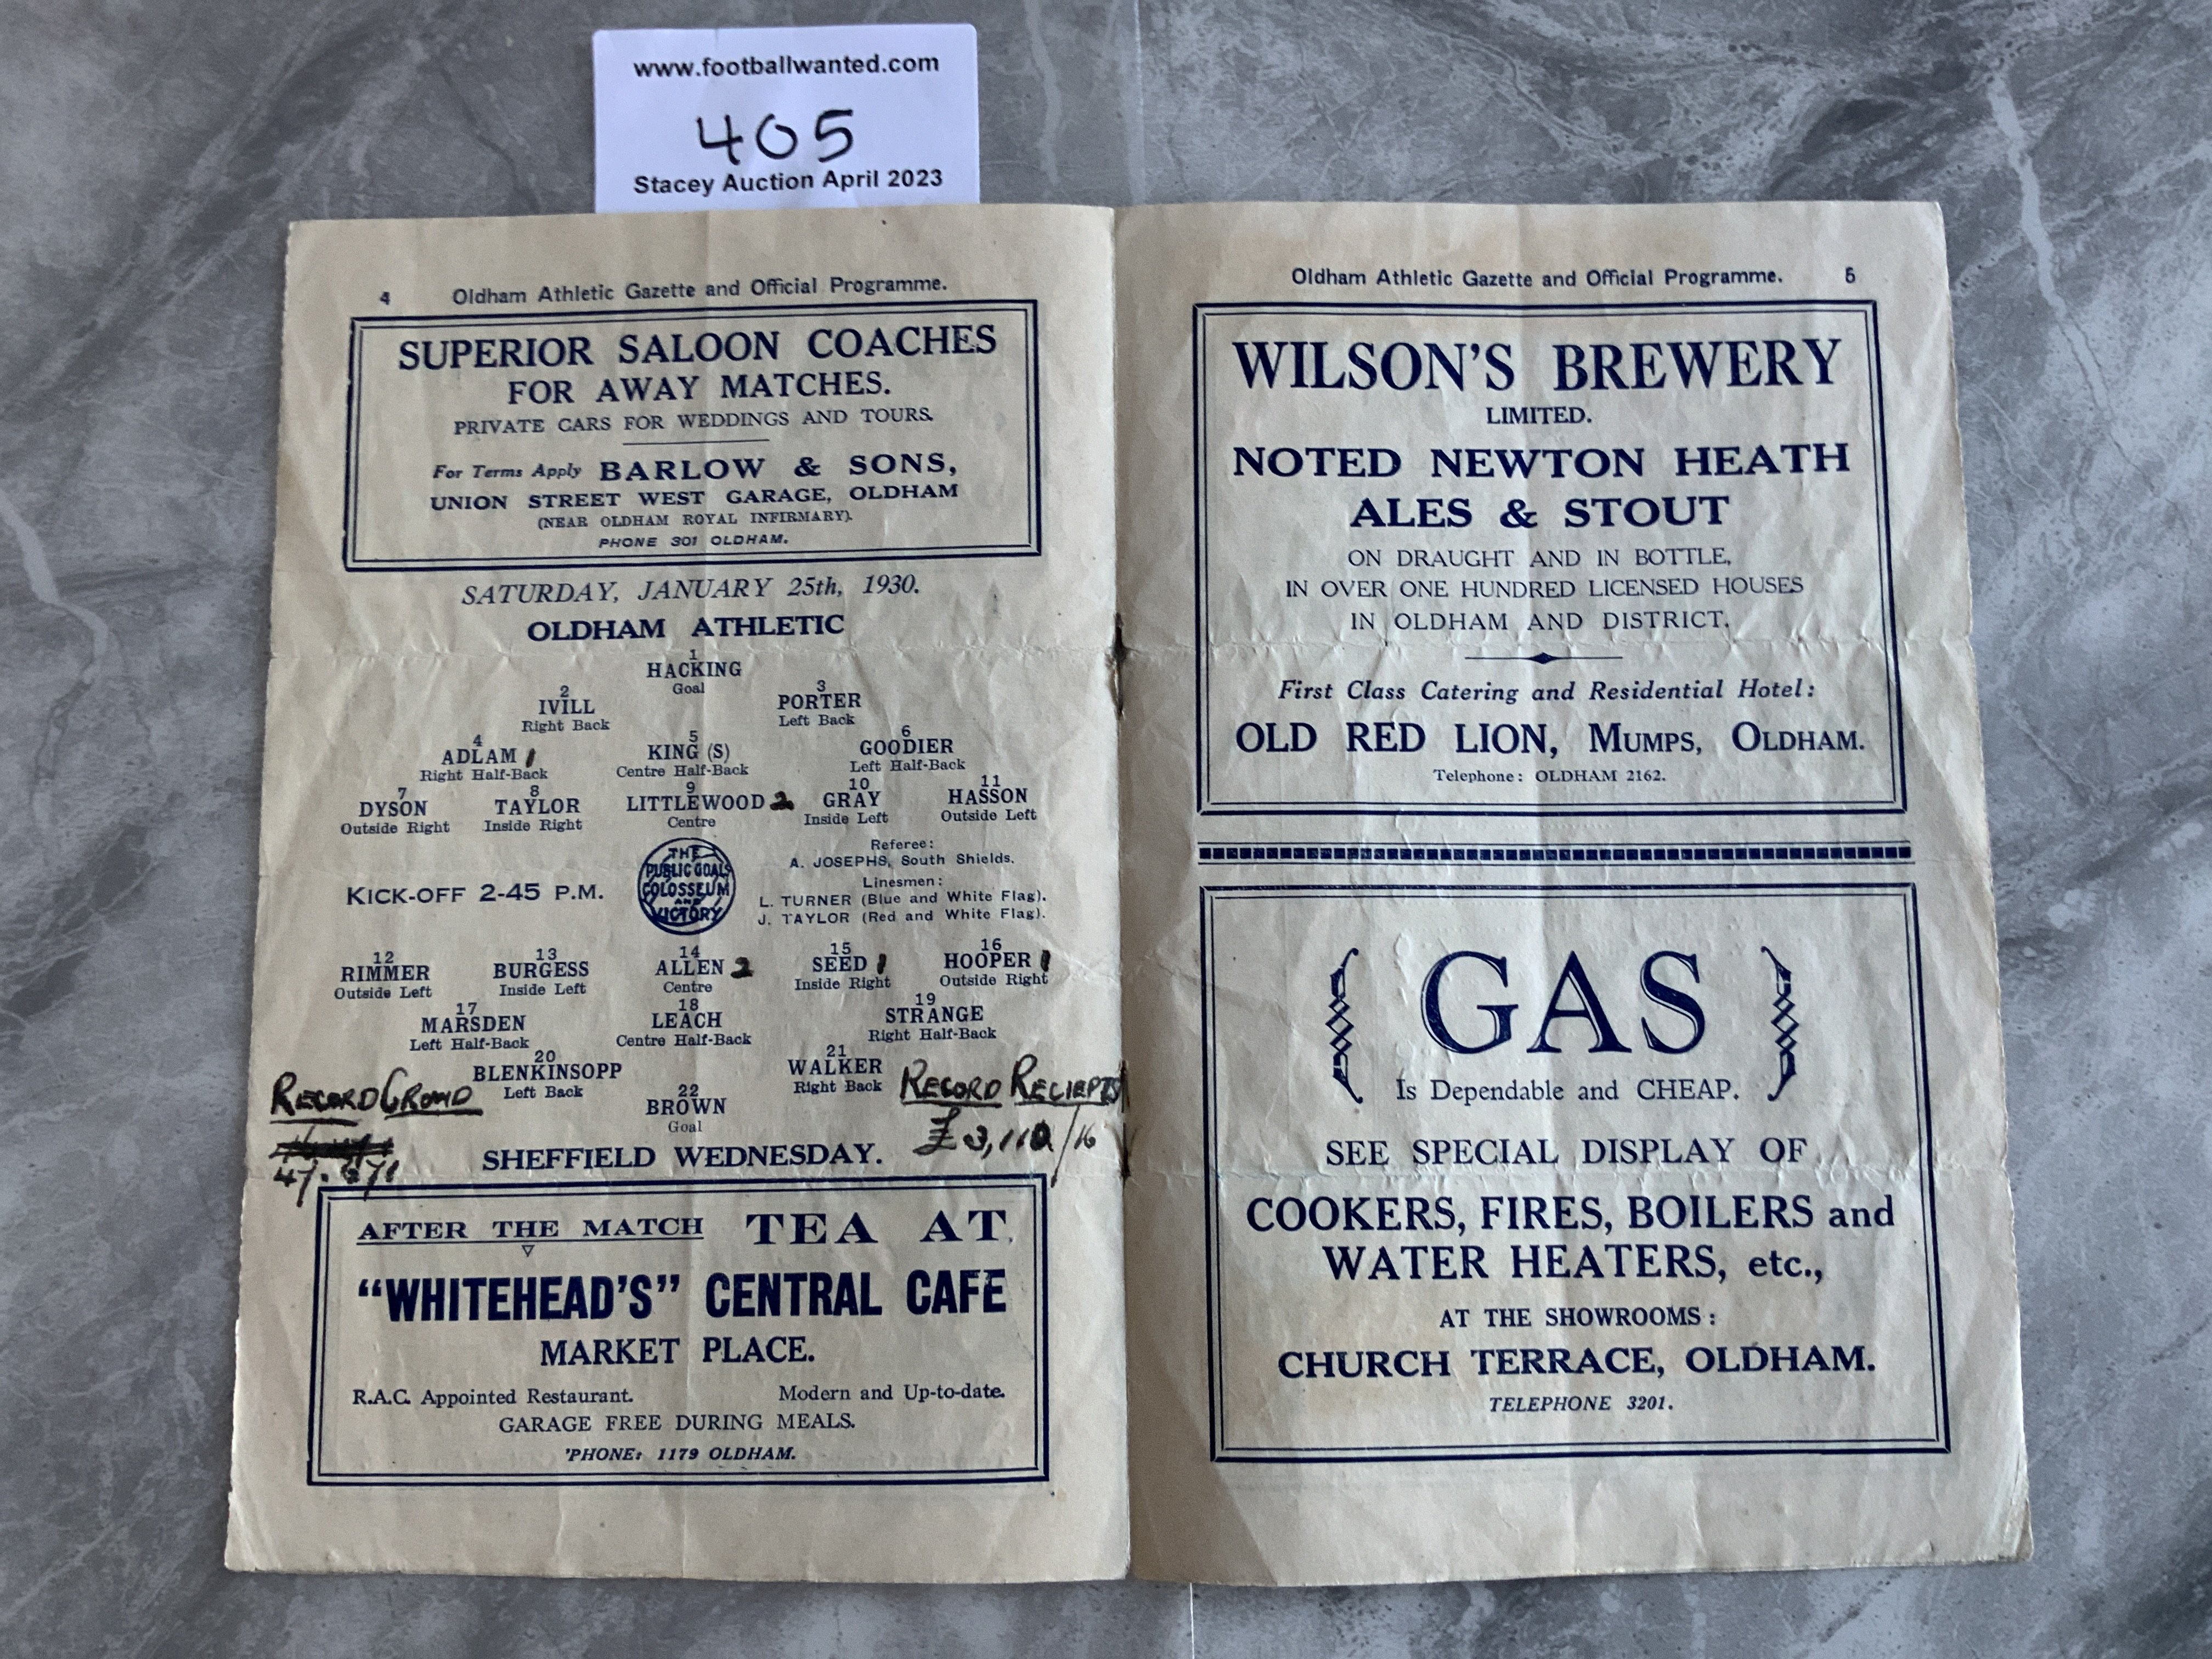 www.footballwanted.com
405
Stacey Auction April 2023
4 Oldham Athletic Gazette and Official Programme.
SUPERIOR SALOON COACHES
FOR AWAY MATCHES.
PRIVATE CARS FOR WEDDINGS AND TOURS.
For Terms Apply BARLOW & SONS,
UNION STREET WEST GARAGE, OLDHAM
(NEAR OLDHAM ROYAL INFIRMARY).
PHONE 301 OLDHAM.
SATURDAY, JANUARY 25th, 1930.
OLDHAM ATHLETIC
1
HACKING
Goal
2 3
IVILL PORTER
Right Back Left Back
4 5 6
ADLAM 1 KING (S) GOODIER
Right Half-Back Centre Half-Back Left Half-Back
7 8 9 10 11
DYSON TAYLOR LITTLEWOOD 2 GRAY HASSON
Outside Right Inside Right Centre Inside Left Outside Left
KICK-OFF 2-45 P.M.
THE
PUBLIC GOALS
COLOSSEUM
AND
VICTORY
Referee:
A. JOSEPHS, South Shields.
Linesmen:
L. TURNER (Blue and White Flag).
J. TAYLOR (Red and White Flag).
12 13 14 15 16
RIMMER BURGESS ALLEN 2 SEED 1 HOOPER 1
Outside Left Inside Left Centre Inside Right Outside Right
17 18 19
MARSDEN LEACH STRANGE
Left Half-Back Centre Half-Back Right Half-Back
20 21
BLENKINSOPP WALKER
Left Back Right Back
22
BROWN
Goal
RECORD CROWD
RECORD RECIEPTS
£3,110/16
SHEFFIELD WEDNESDAY.
AFTER THE MATCH TEA AT
"WHITEHEAD'S" CENTRAL CAFE
MARKET PLACE.
R.A.C. Appointed Restaurant. Modern and Up-to-date.
GARAGE FREE DURING MEALS.
'PHONE: 1179 OLDHAM.
Oldham Athletic Gazette and Official Programme. 5
WILSON'S BREWERY
LIMITED.
NOTED NEWTON HEATH
ALES & STOUT
ON DRAUGHT AND IN BOTTLE,
IN OVER ONE HUNDRED LICENSED HOUSES
IN OLDHAM AND DISTRICT.
First Class Catering and Residential Hotel:
OLD RED LION, MUMPS, OLDHAM.
Telephone: OLDHAM 2162.
GAS
Is Dependable and CHEAP.
SEE SPECIAL DISPLAY OF
COOKERS, FIRES, BOILERS and
WATER HEATERS, etc.,
AT THE SHOWROOMS:
CHURCH TERRACE, OLDHAM.
TELEPHONE 3201.